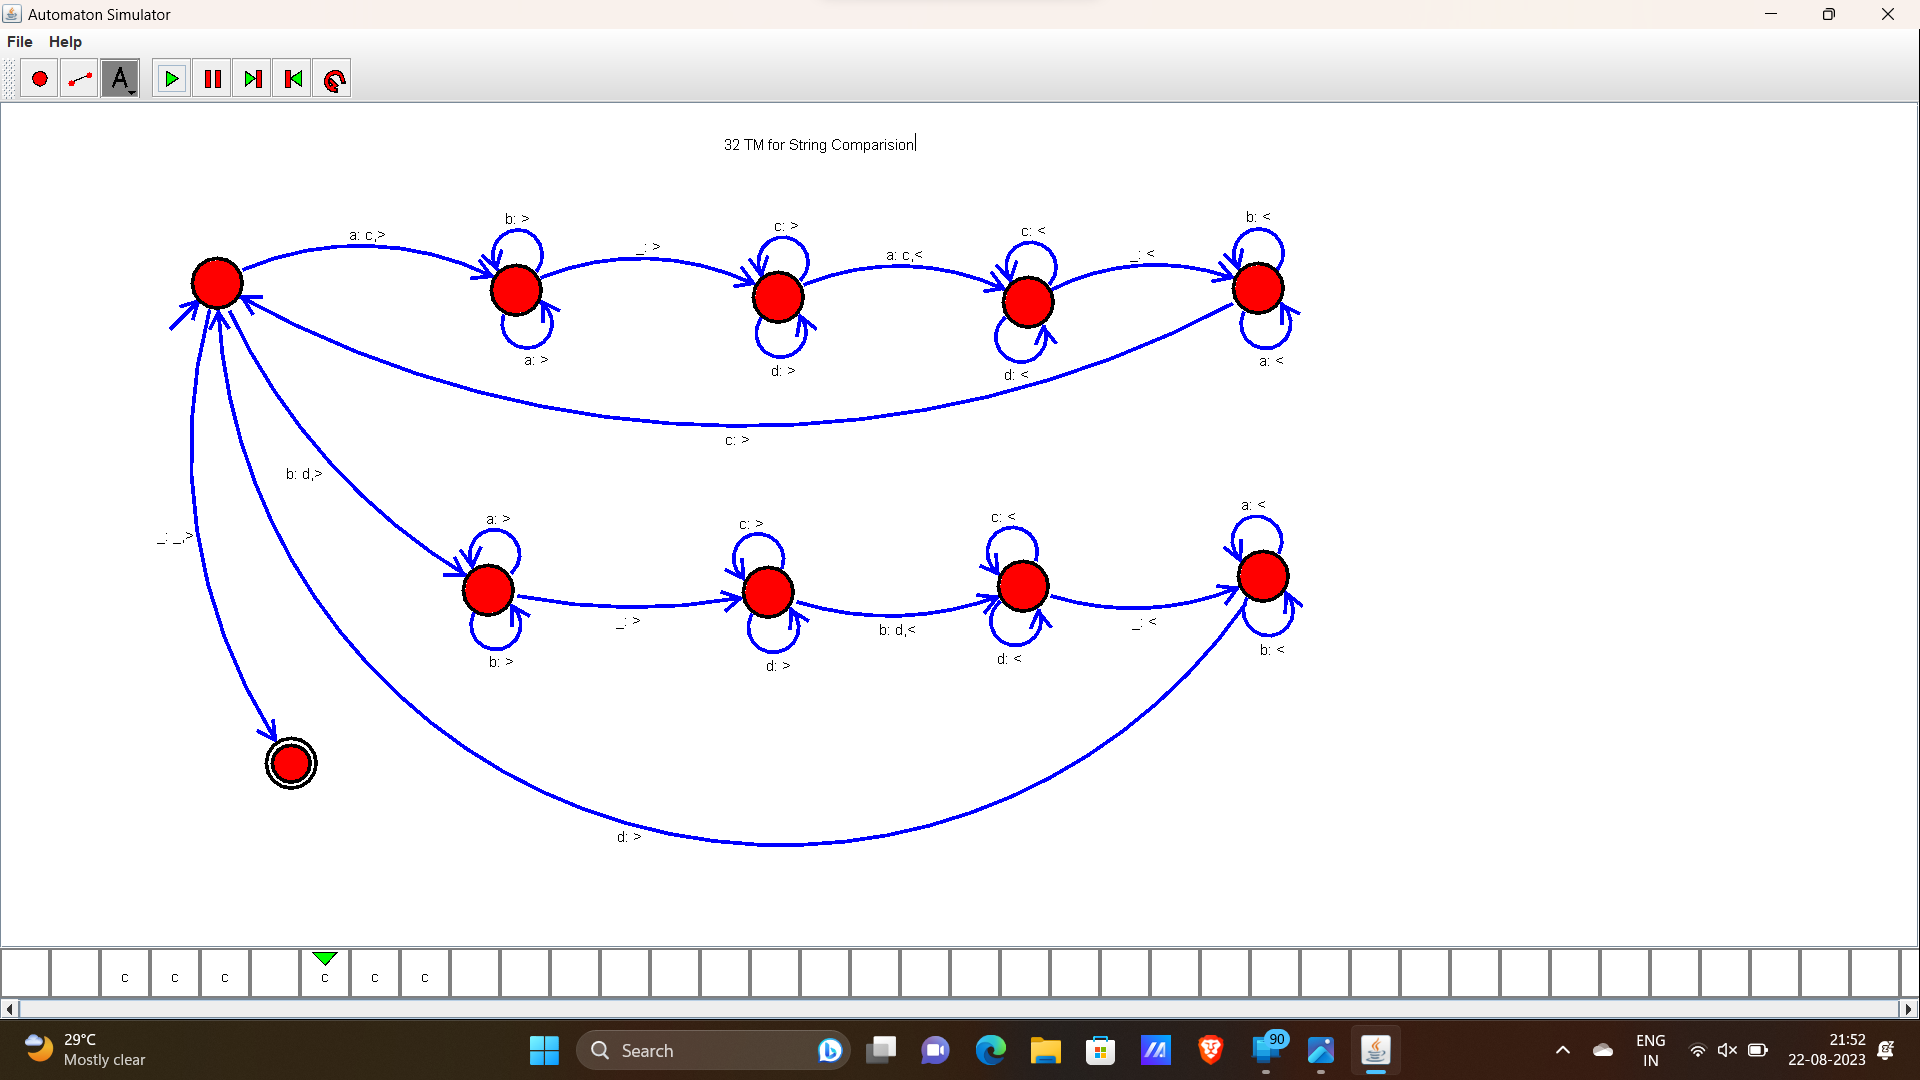 Automaton Simulator
File Help
A
32 TM for String Comparision
b: >
b: <
c: >
c: <
a: c,>
_: >
a: c,<
_: <
a: >
d: >
d: <
a: <
c: >
b: d,>
a: >
c: >
c: <
a: <
_: _,>
_: >
b: d,<
_: <
b: >
d: >
d: <
b: <
d: >
c c c c c c
29°C
Mostly clear
Search
90
ENG
IN
21:52
22-08-2023